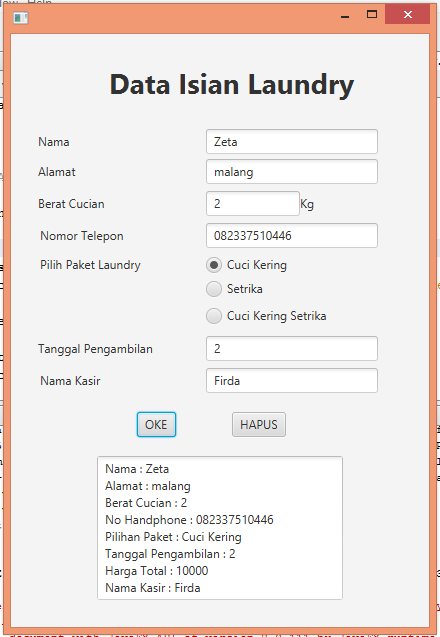 Data Isian Laundry
Nama Zeta
Alamat malang
Berat Cucian 2 Kg
Nomor Telepon 082337510446
Pilih Paket Laundry Cuci Kering
Setrika
Cuci Kering Setrika
Tanggal Pengambilan 2
Nama Kasir Firda
OKE HAPUS
Nama : Zeta
Alamat : malang
Berat Cucian : 2
No Handphone : 082337510446
Pilihan Paket : Cuci Kering
Tanggal Pengambilan : 2
Harga Total : 10000
Nama Kasir : Firda